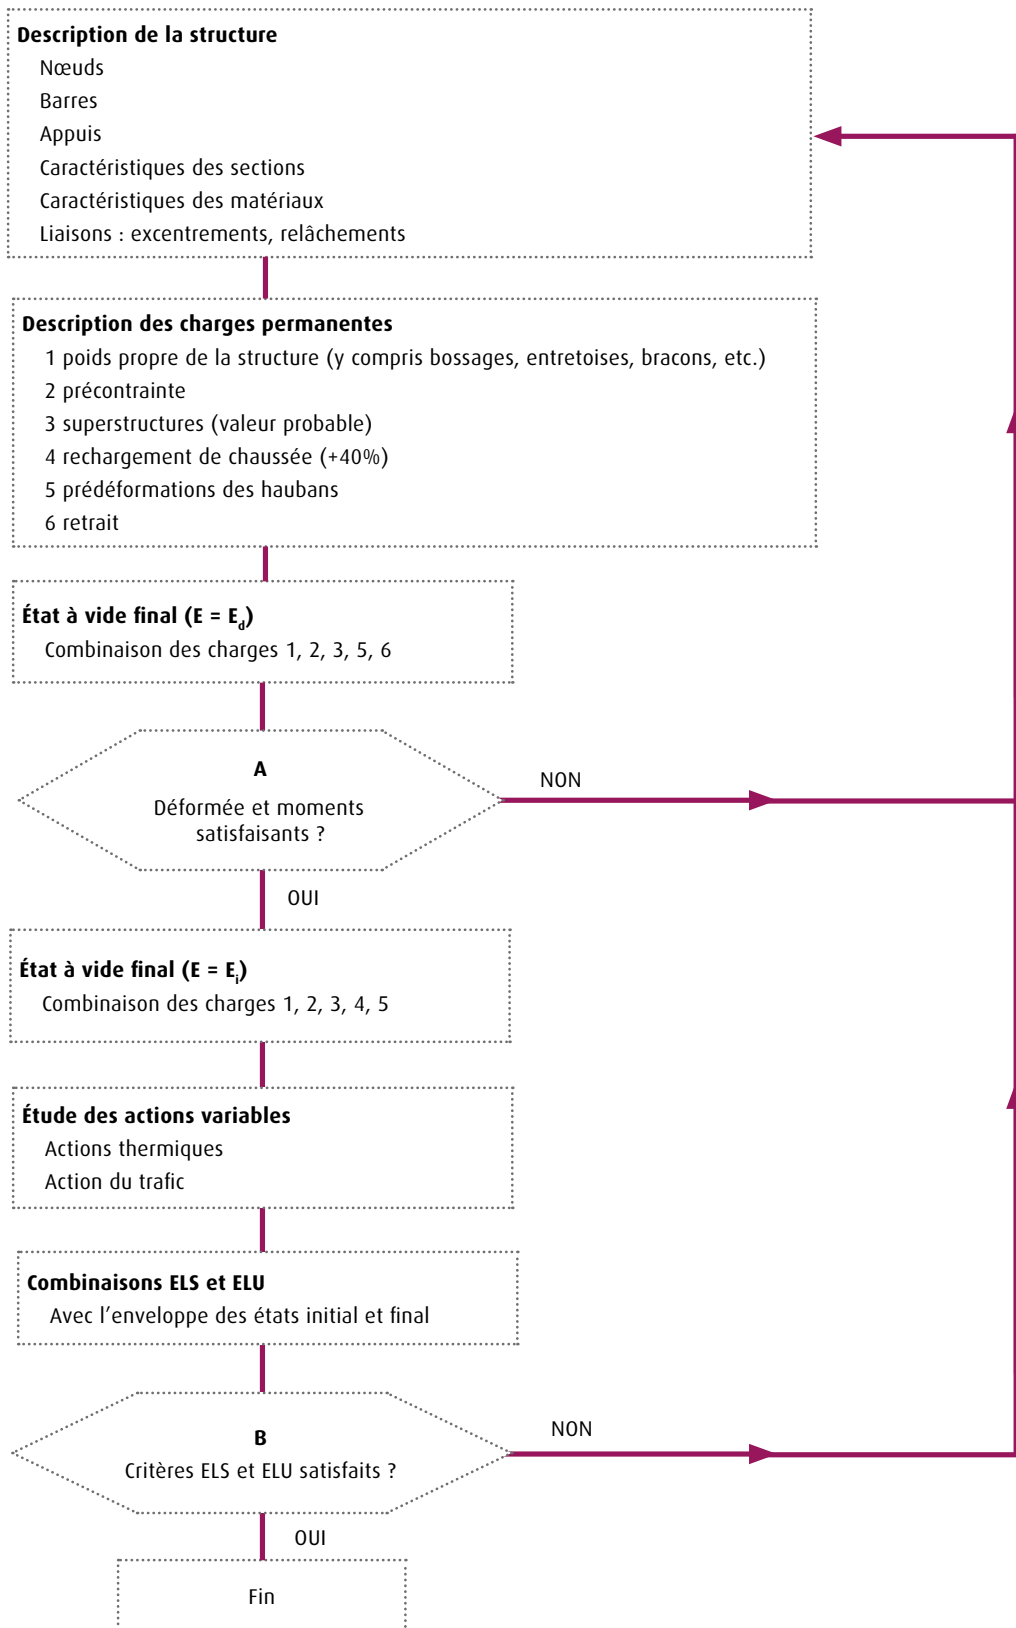 Description de la structure
Nœuds
Barres
Appuis
Caractéristiques des sections
Caractéristiques des matériaux
Liaisons : excentrements, relâchements
Description des charges permanentes
1 poids propre de la structure (y compris bossages, entretoises, bracons, etc.)
2 précontrainte
3 superstructures (valeur probable)
4 rechargement de chaussée (+40%)
5 prédéformations des haubans
6 retrait
État à vide final (E = Ed)
Combinaison des charges 1, 2, 3, 5, 6
A
Déformée et moments
satisfaisants ?
NON
OUI
État à vide final (E = Ei)
Combinaison des charges 1, 2, 3, 4, 5
Étude des actions variables
Actions thermiques
Action du trafic
Combinaisons ELS et ELU
Avec l’enveloppe des états initial et final
B
Critères ELS et ELU satisfaits ?
NON
OUI
Fin